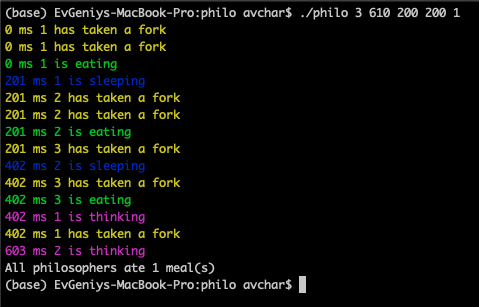 (base) EvGeniys-MacBook-Pro:philo avchar$ ./philo 3 610 200 200 1
0 ms 1 has taken a fork
0 ms 1 has taken a fork
0 ms 1 is eating
201 ms 1 is sleeping
201 ms 2 has taken a fork
201 ms 2 has taken a fork
201 ms 2 is eating
201 ms 3 has taken a fork
402 ms 2 is sleeping
402 ms 3 has taken a fork
402 ms 3 is eating
402 ms 1 is thinking
402 ms 1 has taken a fork
603 ms 2 is thinking
All philosophers ate 1 meal(s)
(base) EvGeniys-MacBook-Pro:philo avchar$